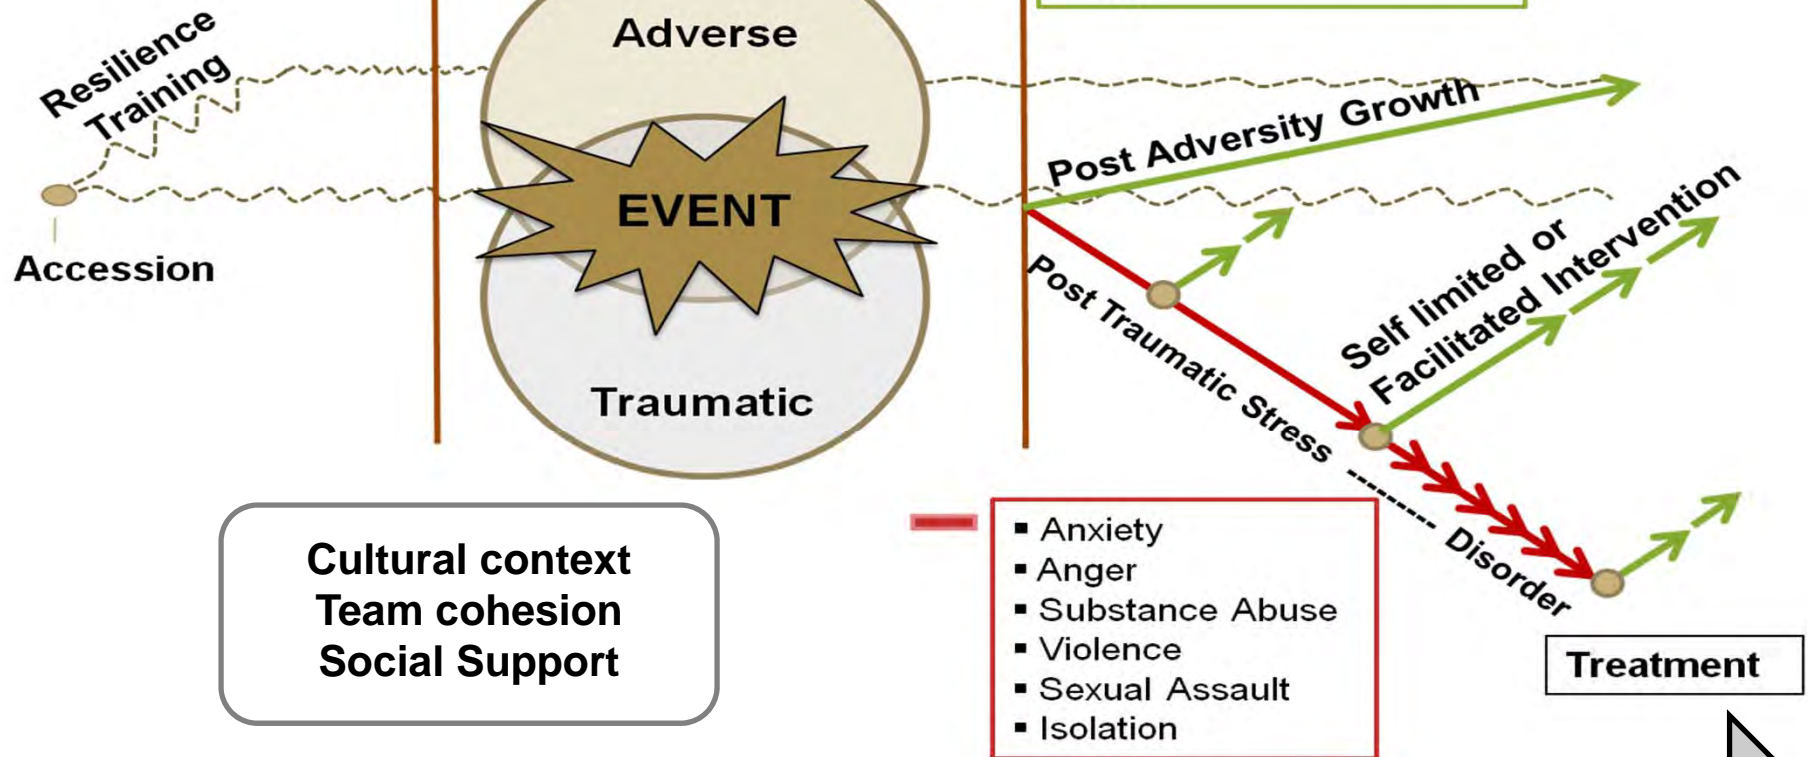 Resilience
Training
Accession
Adverse
EVENT
Traumatic
Post Adversity Growth
Self limited or
Facilitated Intervention
Post Traumatic Stress --------- Disorder
Cultural context
Team cohesion
Social Support
▪ Anxiety
▪ Anger
▪ Substance Abuse
▪ Violence
▪ Sexual Assault
▪ Isolation
Treatment